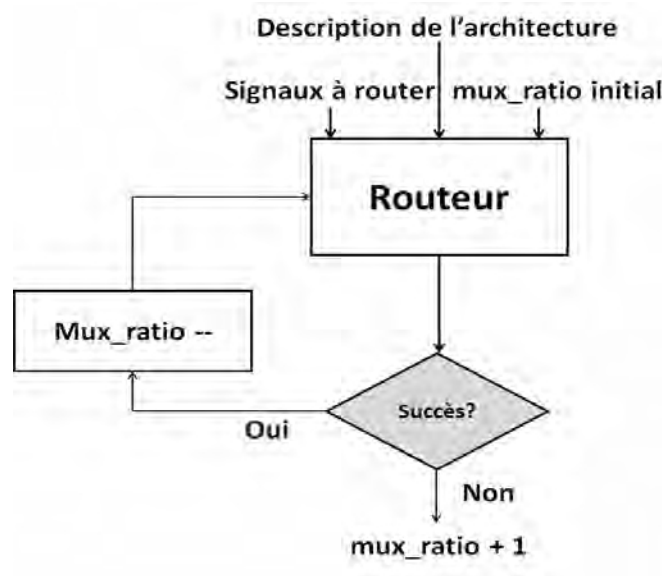 Description de l'architecture
Signaux à router mux_ratio initial
Routeur
Mux_ratio --
Succès?
Oui
Non
mux_ratio + 1